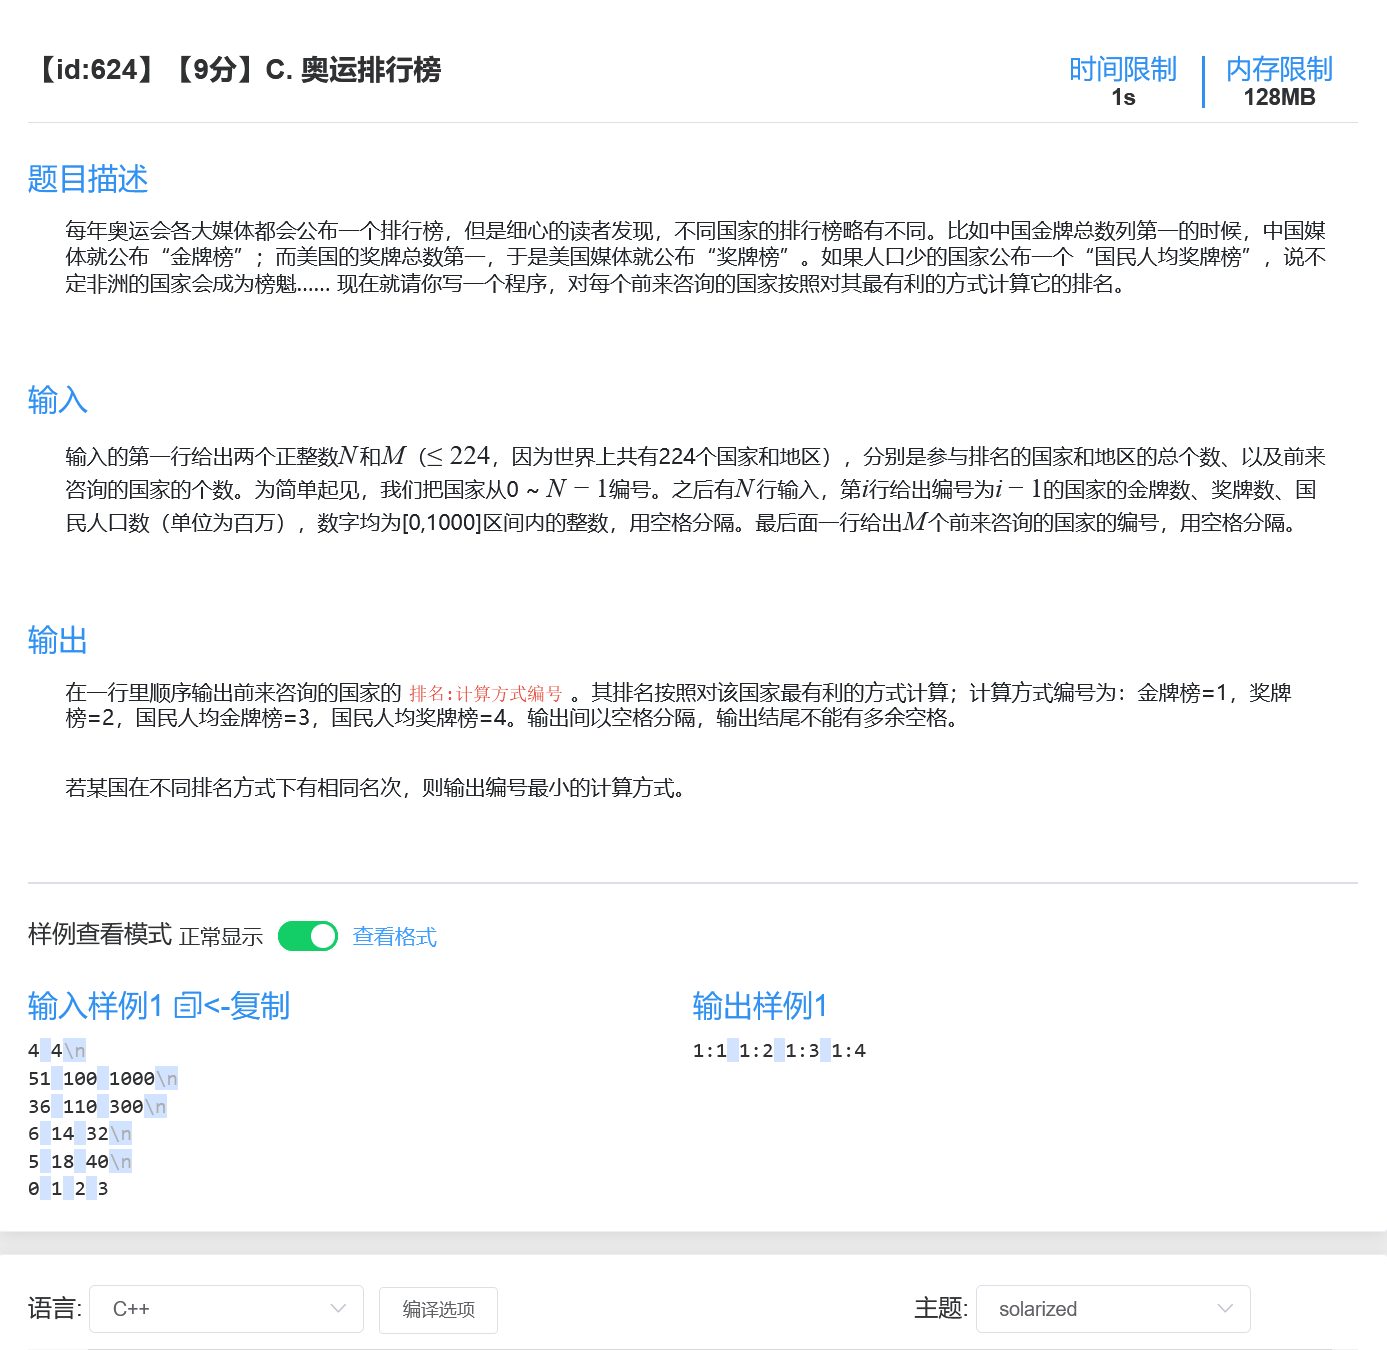 【id:624】【9分】C. 奥运排行榜
时间限制
1s
内存限制
128MB
题目描述
每年奥运会各大媒体都会公布一个排行榜，但是细心的读者发现，不同国家的排行榜略有不同。比如中国金牌总数列第一的时候，中国媒
体就公布“金牌榜”；而美国的奖牌总数第一，于是美国媒体就公布“奖牌榜”。如果人口少的国家公布一个“国民人均奖牌榜”，说不
定非洲的国家会成为榜魁…… 现在就请你写一个程序，对每个前来咨询的国家按照对其最有利的方式计算它的排名。
输入
输入的第一行给出两个正整数N和M（≤ 224，因为世界上共有224个国家和地区），分别是参与排名的国家和地区的总个数、以及前来
咨询的国家的个数。为简单起见，我们把国家从0 ~ N − 1编号。之后有N行输入，第i行给出编号为i − 1的国家的金牌数、奖牌数、国
民人口数（单位为百万），数字均为[0,1000]区间内的整数，用空格分隔。最后面一行给出M个前来咨询的国家的编号，用空格分隔。
输出
在一行里顺序输出前来咨询的国家的 排名:计算方式编号 。其排名按照对该国家最有利的方式计算；计算方式编号为：金牌榜=1，奖牌
榜=2，国民人均金牌榜=3，国民人均奖牌榜=4。输出间以空格分隔，输出结尾不能有多余空格。
若某国在不同排名方式下有相同名次，则输出编号最小的计算方式。
样例查看模式 正常显示 查看格式
输入样例1 <-复制
4 4\n
51 100 1000\n
36 110 300\n
6 14 32\n
5 18 40\n
0 1 2 3
输出样例1
1:1 1:2 1:3 1:4
语言: C++ 编译选项 主题: solarized